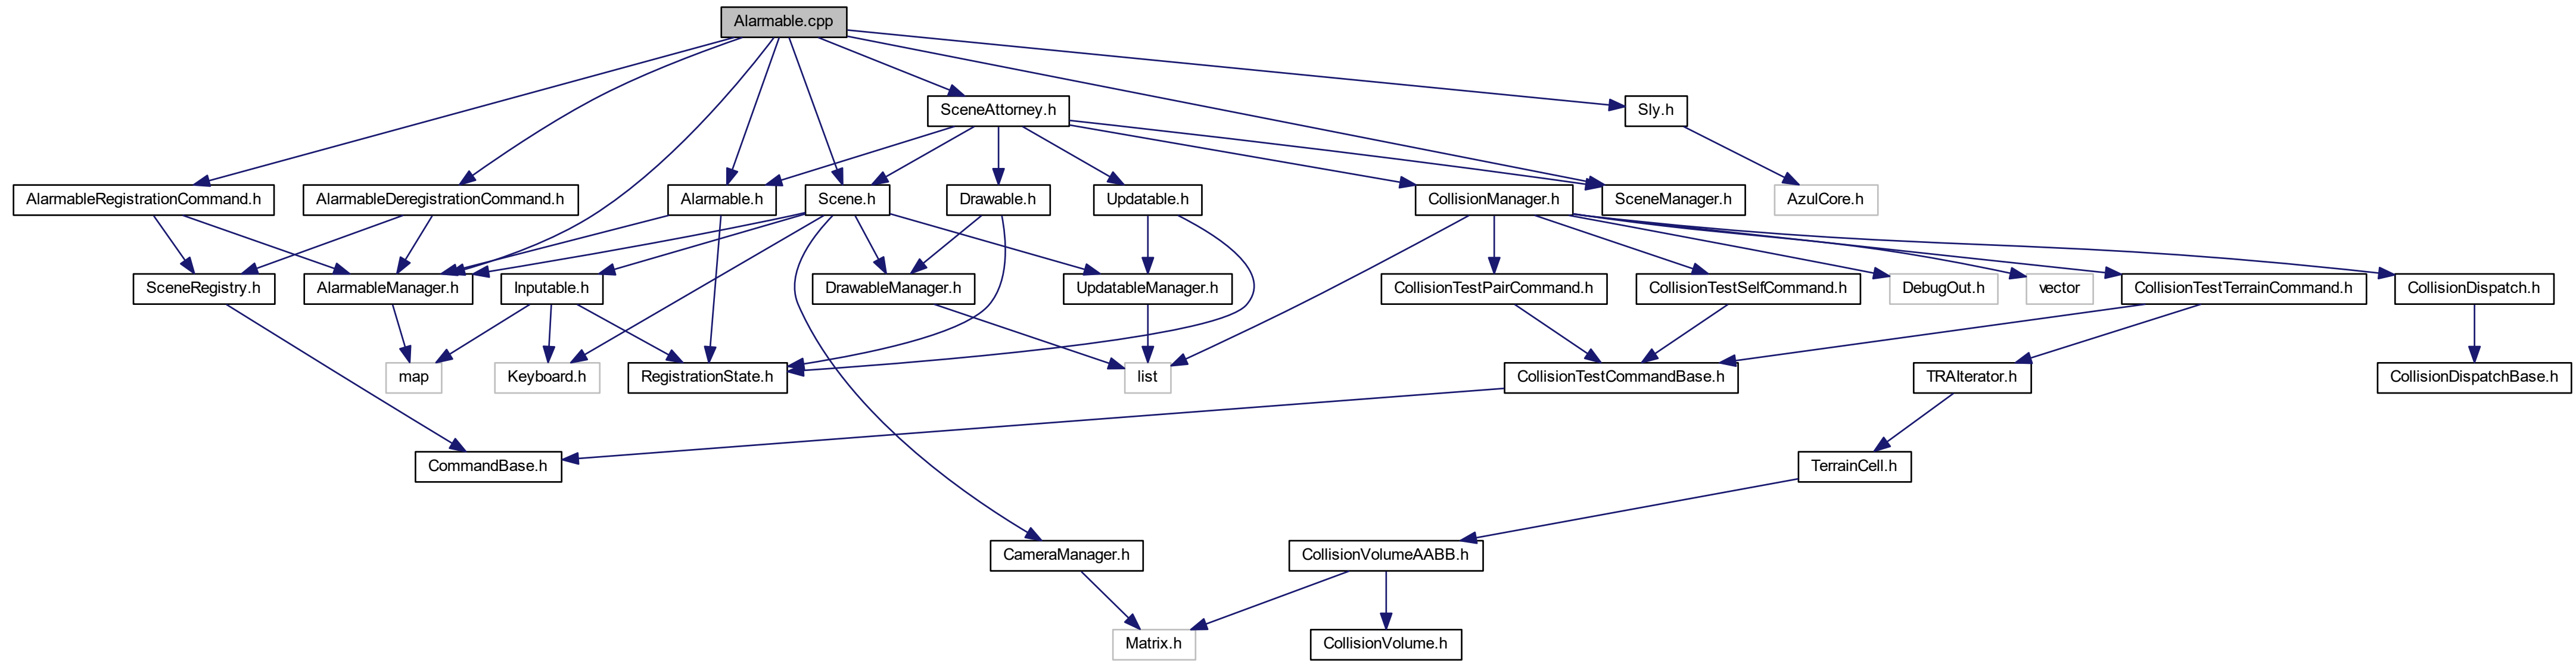 Alarmable.cpp
SceneAttorney.h
Sly.h
AlarmableRegistrationCommand.h
AlarmableDeregistrationCommand.h
Alarmable.h
Scene.h
Drawable.h
Updatable.h
CollisionManager.h
SceneManager.h
AzulCore.h
SceneRegistry.h
AlarmableManager.h
Inputable.h
DrawableManager.h
UpdatableManager.h
CollisionTestPairCommand.h
CollisionTestSelfCommand.h
DebugOut.h
vector
CollisionTestTerrainCommand.h
CollisionDispatch.h
map
Keyboard.h
RegistrationState.h
list
CollisionTestCommandBase.h
TRAIterator.h
CollisionDispatchBase.h
CommandBase.h
TerrainCell.h
CameraManager.h
CollisionVolumeAABB.h
Matrix.h
CollisionVolume.h